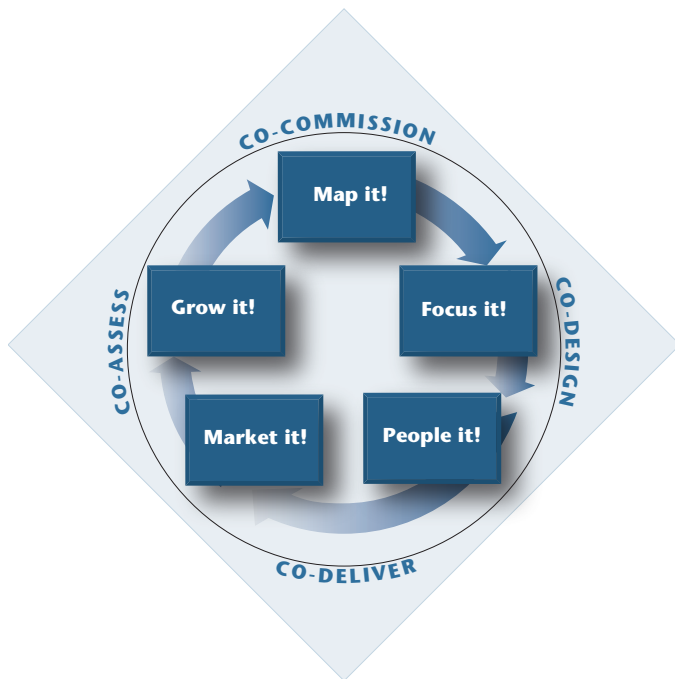 CO-COMMISSION
Map it!
Grow it!
Focus it!
CO-ASSESS
CO-DESIGN
Market it!
People it!
CO-DELIVER